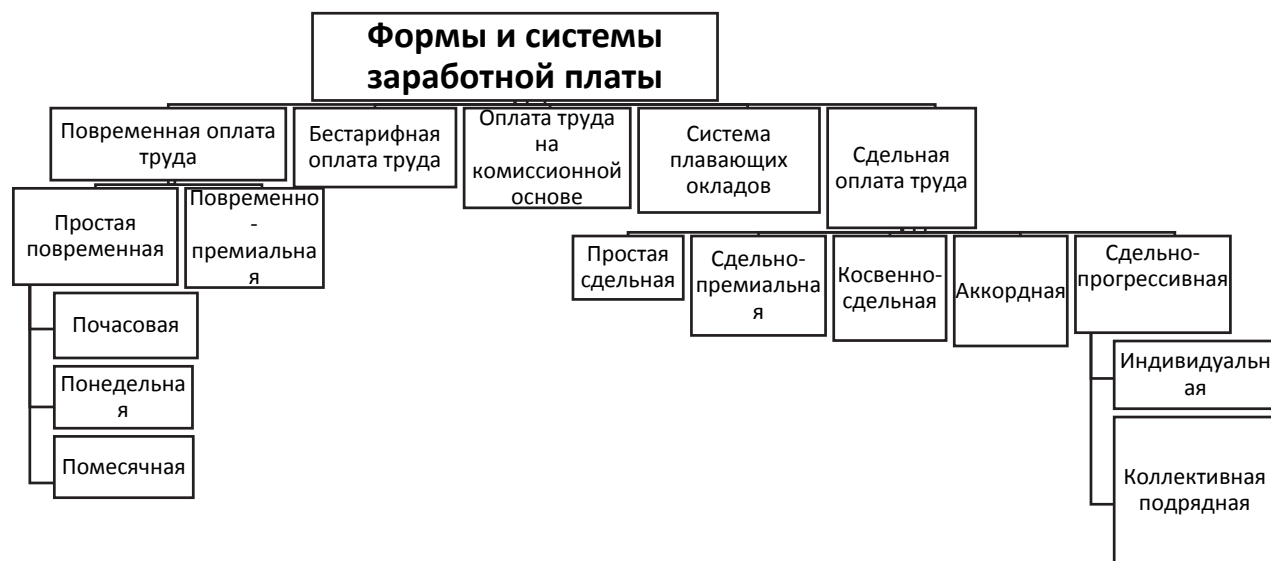 Формы и системы
заработной платы
Повременная оплата
труда
Бестарифная
оплата труда
Оплата труда
на
комиссионной
основе
Система
плавающих
окладов
Сдельная
оплата труда
Простая
повременная
Повременно
-
премиальная
я
Почасовая
Понедельна
я
Помесячная
Простая
сдельная
Сдельно-
премиальна
я
Косвенно-
сдельная
Аккордная
Сдельно-
прогрессивная
Индивидуальн
ая
Коллективная
подрядная